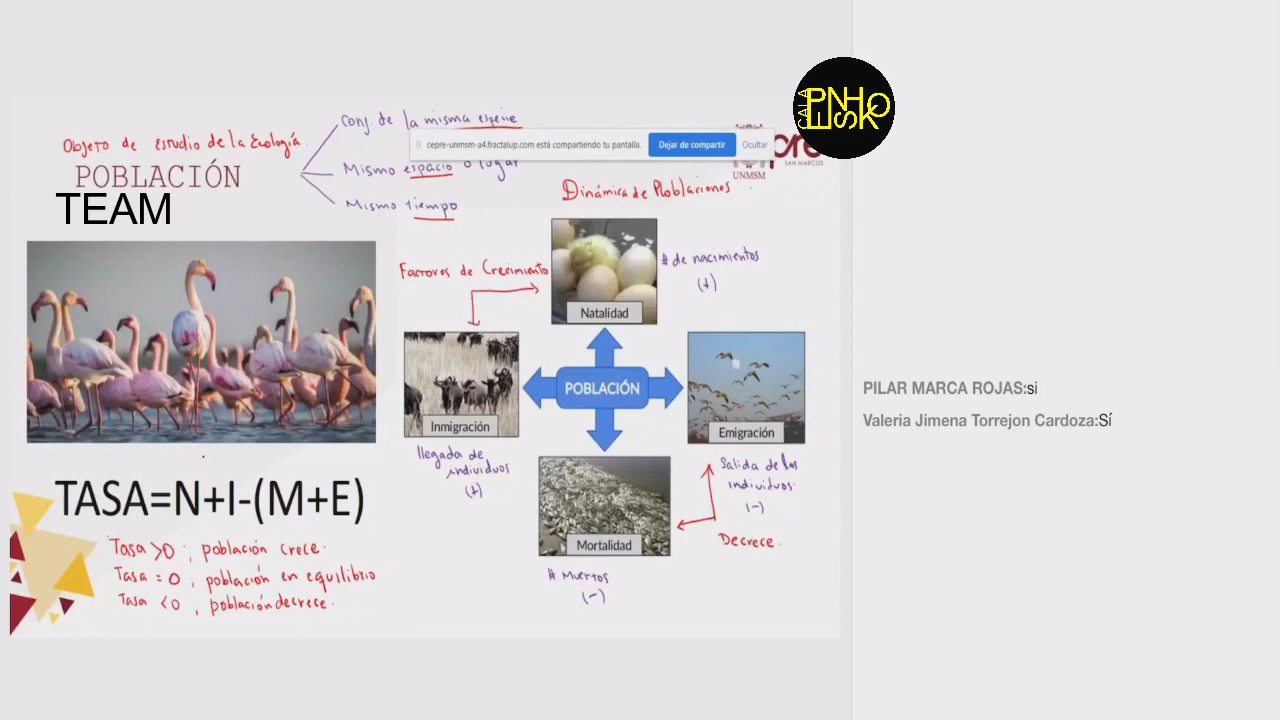 Objeto de estudio de la Ecología.
POBLACIÓN
TEAM
Conj. de la misma especie
Mismo espacio o lugar
Mismo tiempo
cepre-unmsm-a4.fractalup.com está compartiendo tu pantalla.
Dejar de compartir
Ocultar
SAN MARCOS
UNMSM
Dinámica de Poblaciones
Factores de Crecimiento
# de nacimientos
(+)
Natalidad
Inmigración
POBLACIÓN
Emigración
llegada de
individuos
(+)
Salida de los
individuos
(-)
Mortalidad
Decrece.
# Muertos
(-)
TASA=N+I-(M+E)
Tasa >0 ; población crece.
Tasa = 0 ; población en equilibrio
Tasa <0 ; población decrece.
PILAR MARCA ROJAS:si
Valeria Jimena Torrejon Cardoza:Sí